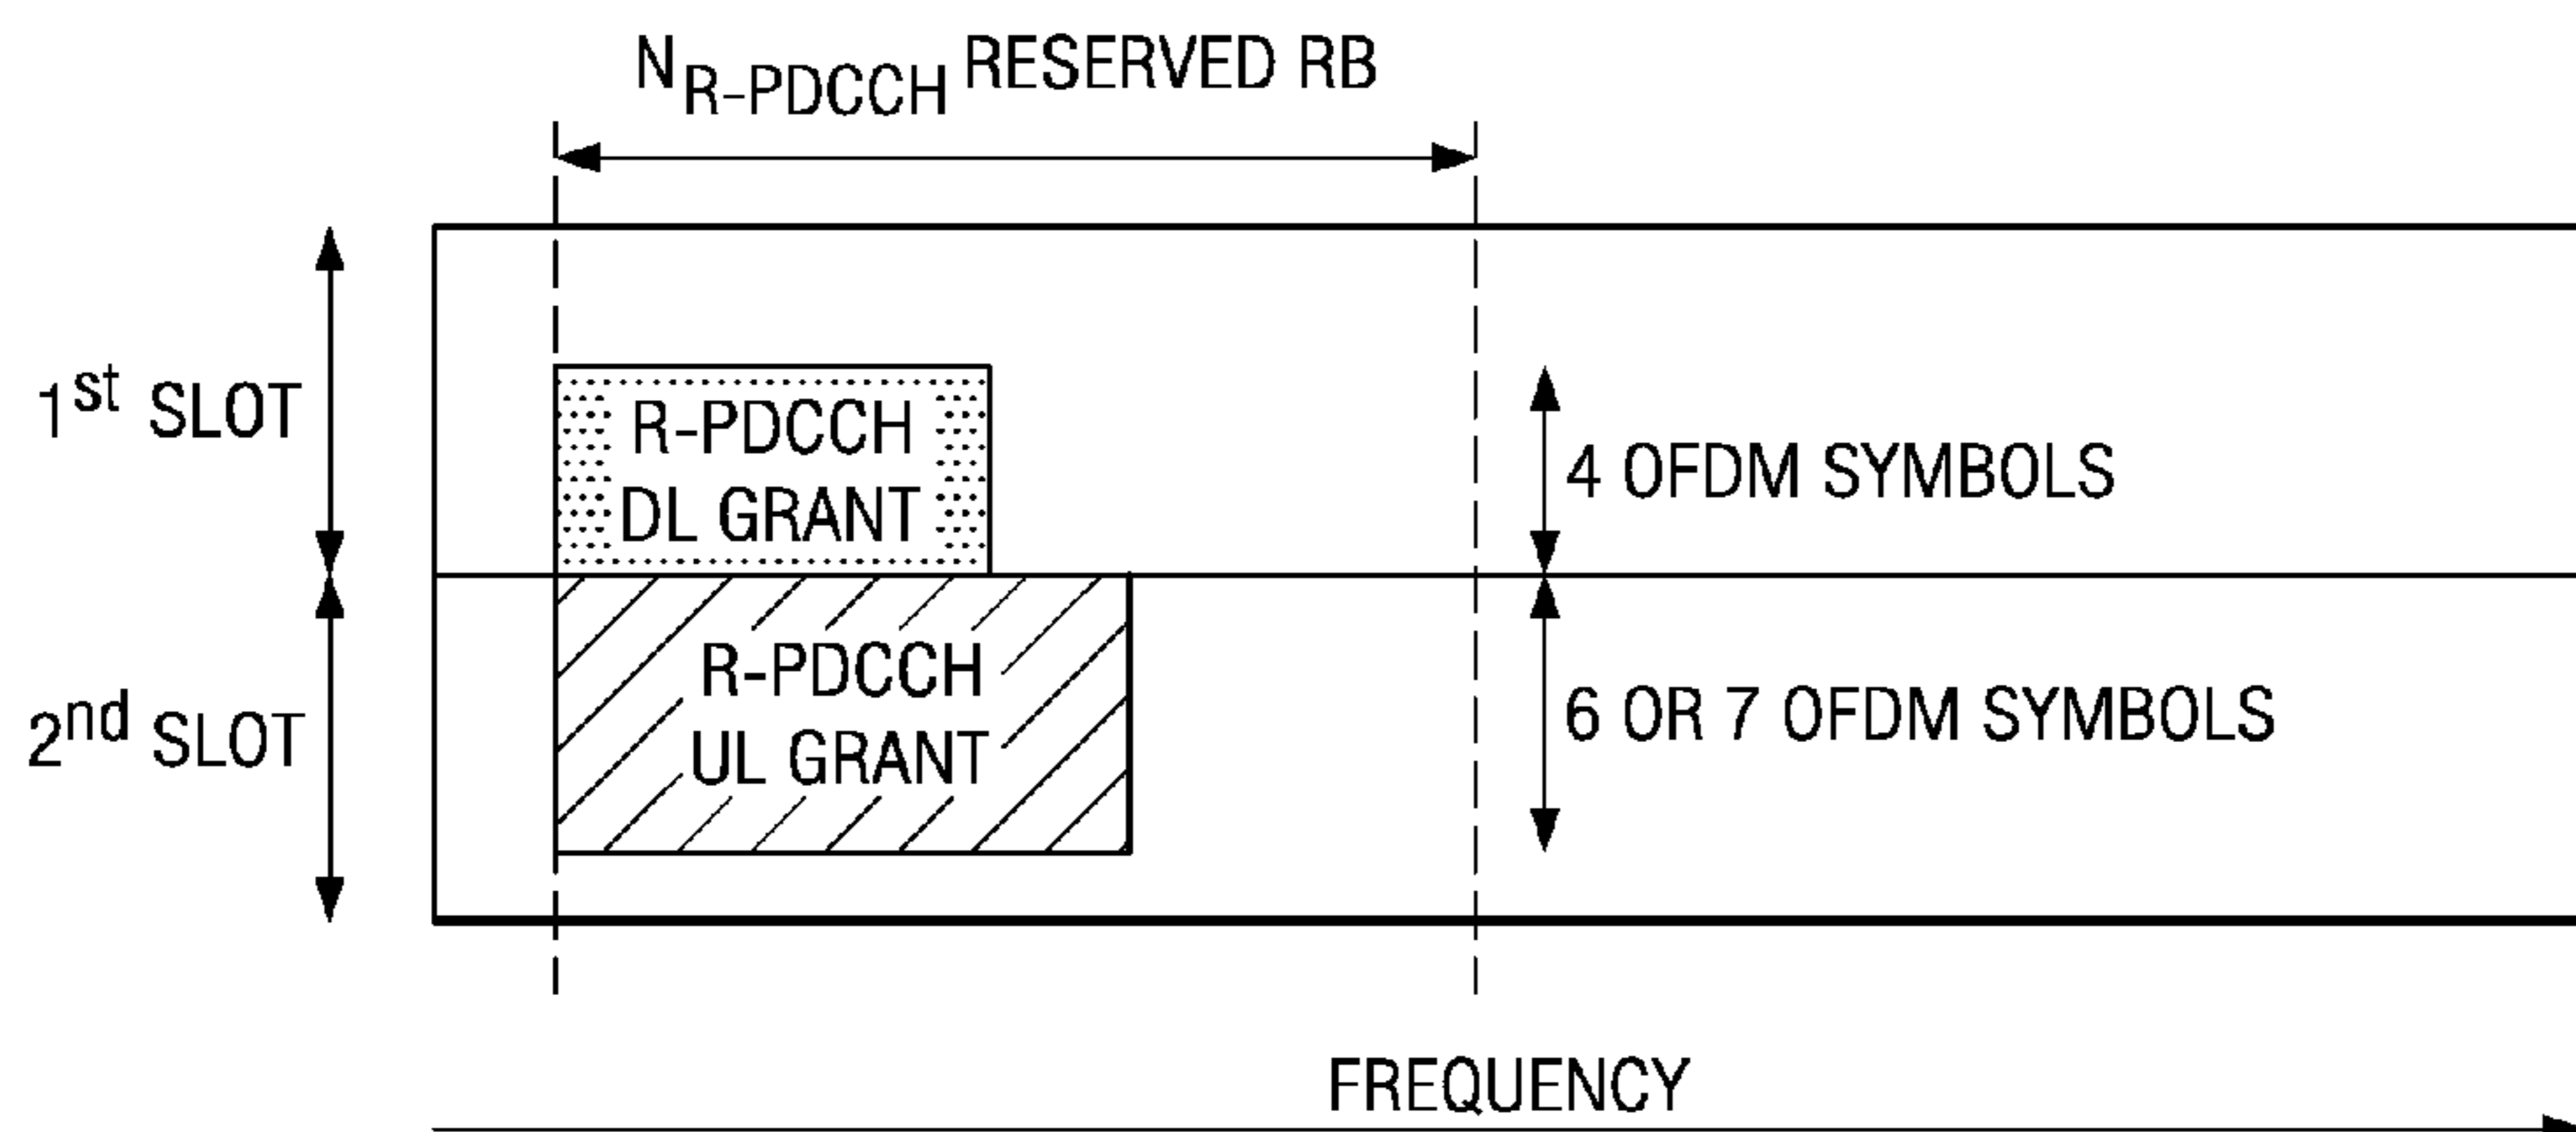 N R-PDCCH RESERVED RB
1st SLOT
R-PDCCH
DL GRANT
4 OFDM SYMBOLS
2nd SLOT
R-PDCCH
UL GRANT
6 OR 7 OFDM SYMBOLS
FREQUENCY